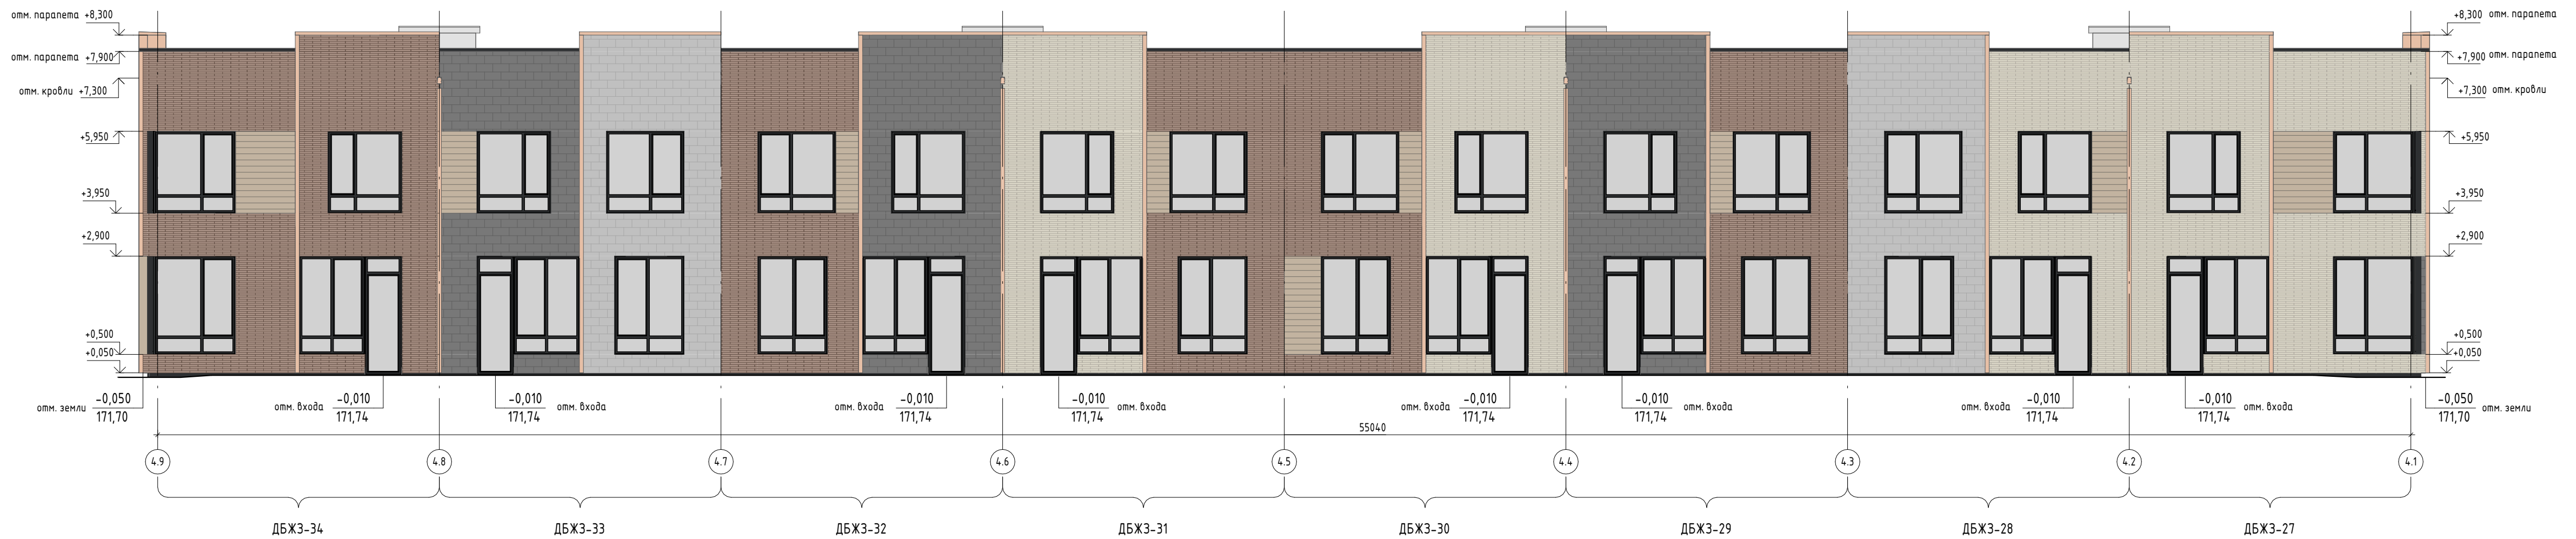 отм. парапета +8,300
+8,300 отм. парапета
отм. парапета +7,900
+7,900 отм. парапета
отм. кровли +7,300
+7,300 отм. кровли
+5,950
+5,950
+3,950
+3,950
+2,900
+2,900
+0,500
+0,500
+0,050
+0,050
отм. земли -0,050
171,70
отм. входа -0,010
171,74
-0,010 отм. входа
171,74
отм. входа -0,010
171,74
-0,010 отм. входа
171,74
отм. входа -0,010
171,74
-0,010 отм. входа
171,74
отм. входа -0,010
171,74
-0,010 отм. входа
171,74
-0,050 отм. земли
171,70
55040
4.9 4.8 4.7 4.6 4.5 4.4 4.3 4.2 4.1
ДБЖЗ-34 ДБЖЗ-33 ДБЖЗ-32 ДБЖЗ-31 ДБЖЗ-30 ДБЖЗ-29 ДБЖЗ-28 ДБЖЗ-27